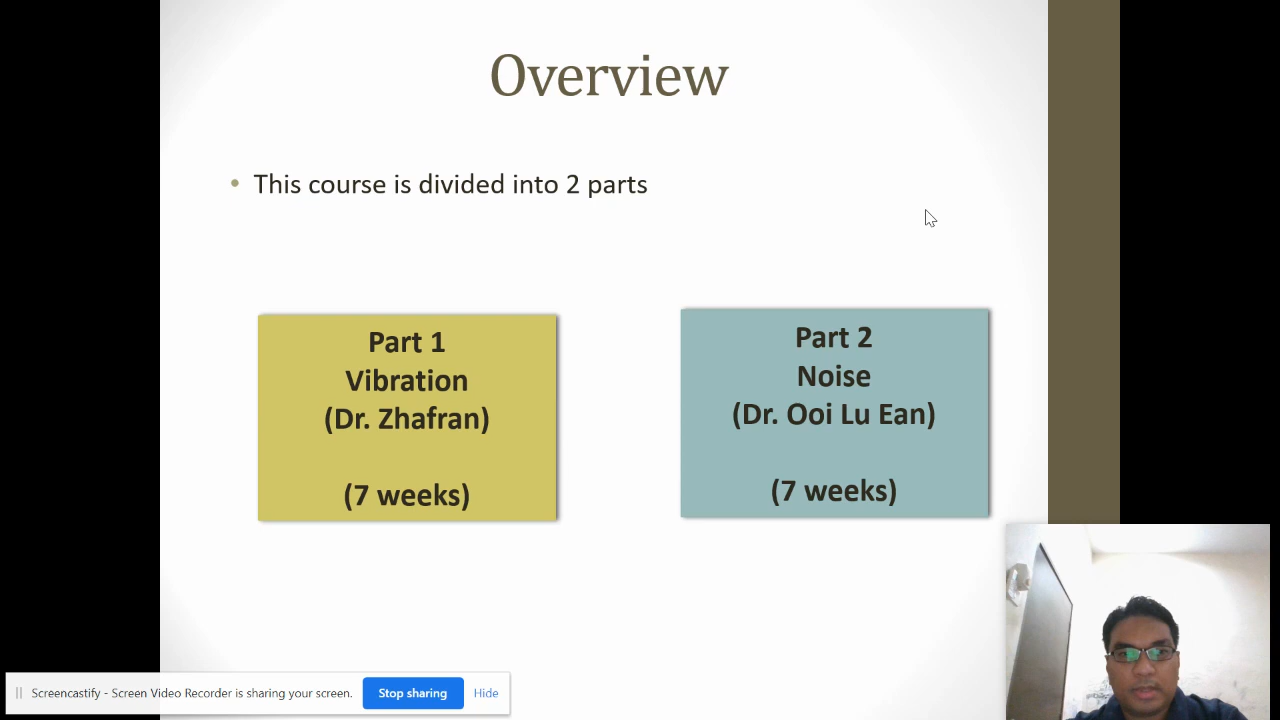 Overview
• This course is divided into 2 parts
Part 1
Vibration
(Dr. Zhafran)
(7 weeks)
Part 2
Noise
(Dr. Ooi Lu Ean)
(7 weeks)
Screencastify - Screen Video Recorder is sharing your screen.
Stop sharing
Hide